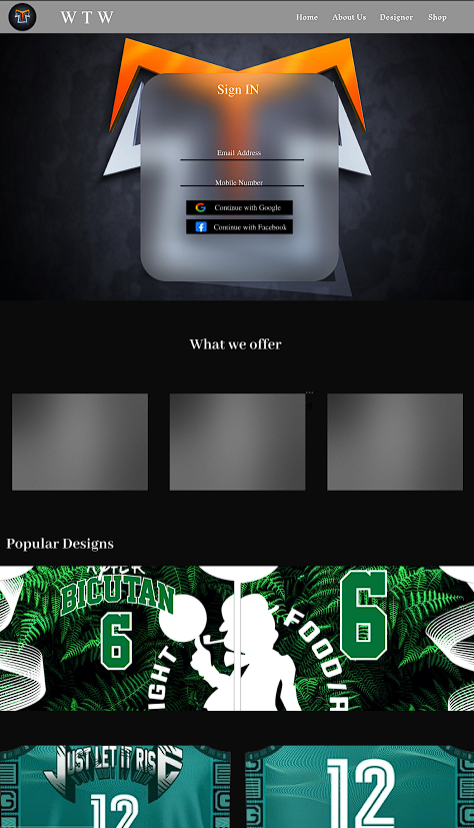 W T W
Home About Us Designer Shop
Sign IN
Email Address
Mobile Number
Continue with Google
Continue with Facebook
What we offer
Popular Designs
BICUTAN
6
IGHT
6
FOOD
JUST LET IT RISE
12
12